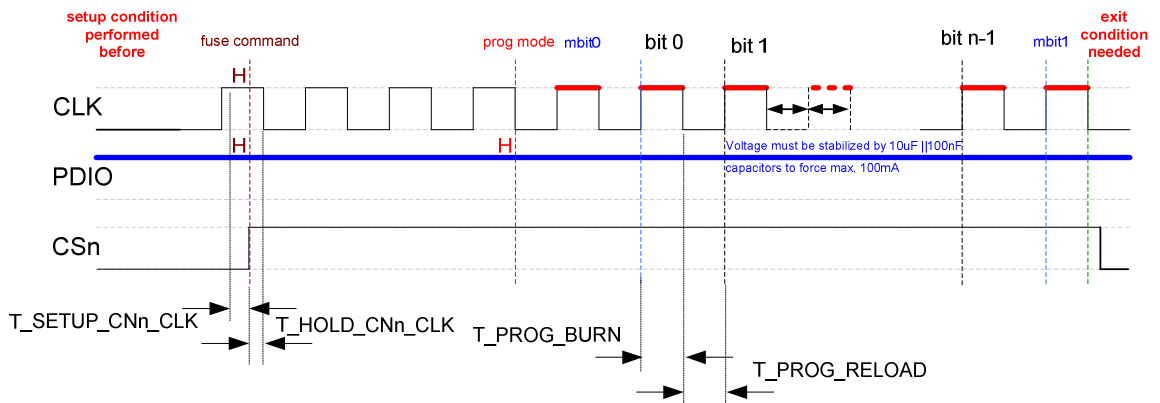 setup condition
performed
before
fuse command
prog mode
mbit0
bit 0
bit 1
bit n-1
mbit1
exit
condition
needed
H
CLK
H
H
Voltage must be stabilized by 10uF ||100nF
capacitors to force max. 100mA
PDIO
CSn
T_SETUP_CNn_CLK
T_HOLD_CNn_CLK
T_PROG_BURN
T_PROG_RELOAD